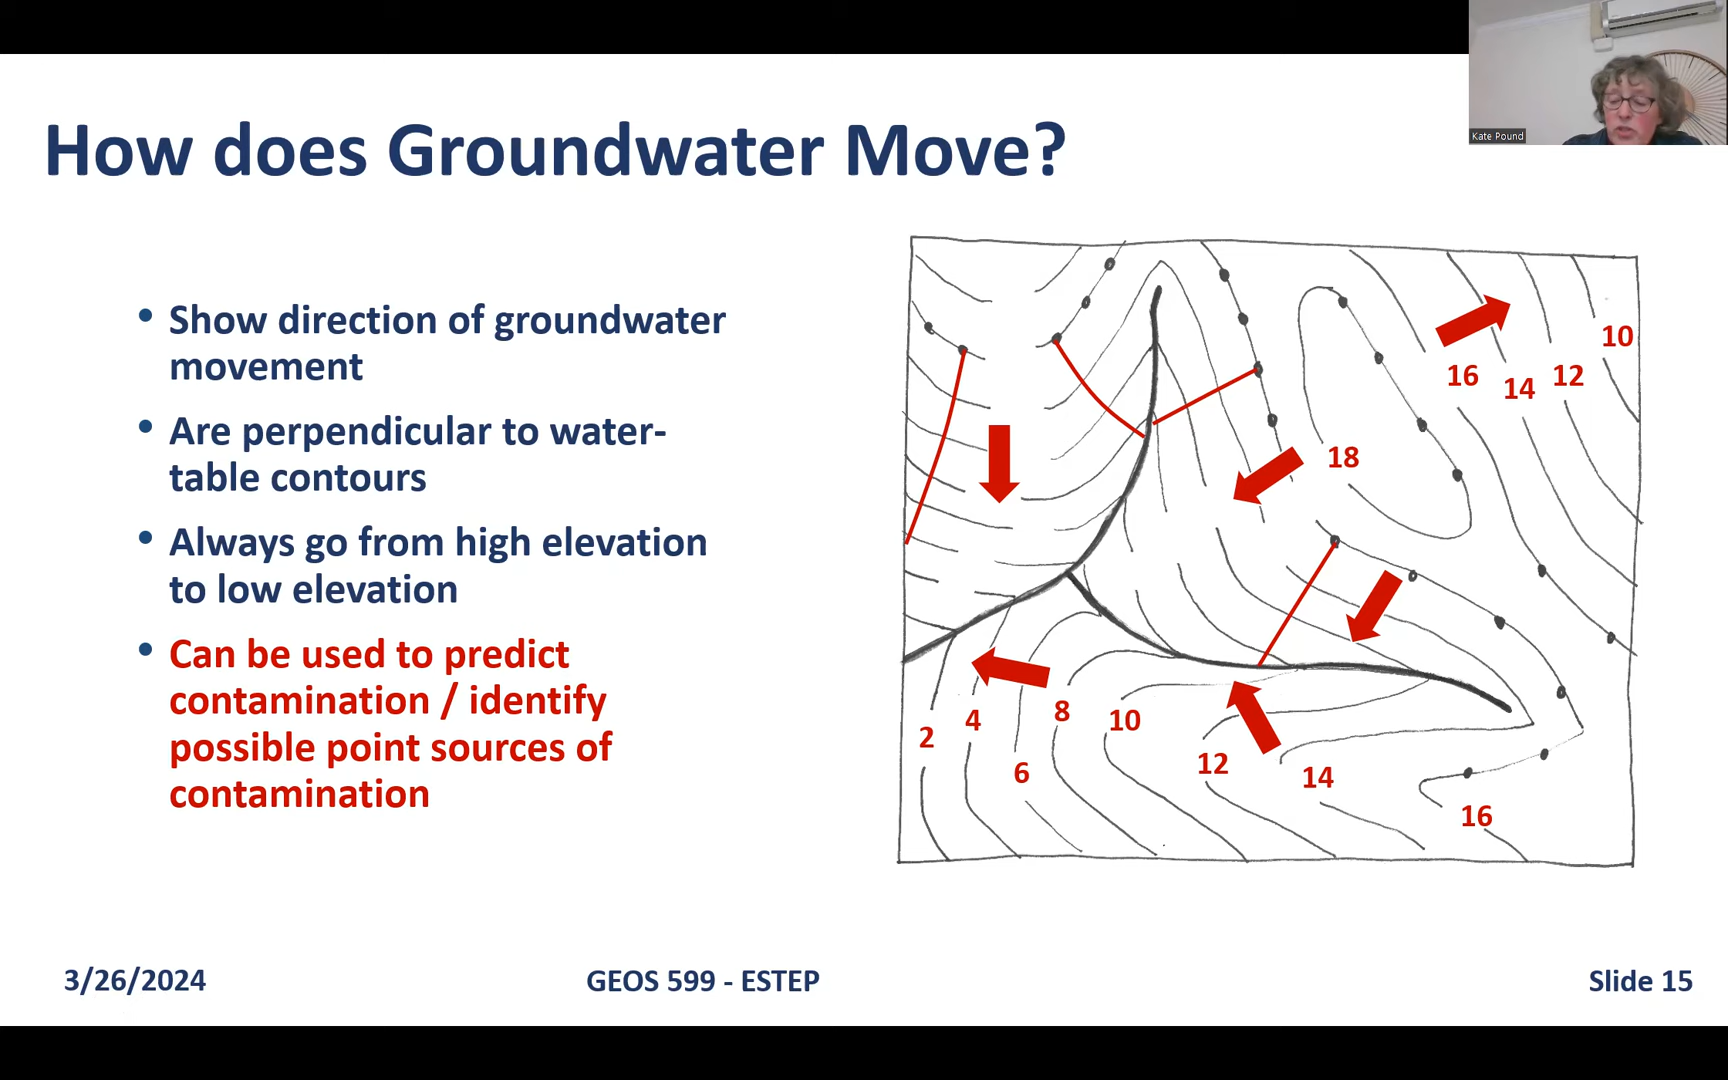 Kate Pound
How does Groundwater Move?
• Show direction of groundwater
movement
• Are perpendicular to water-
table contours
• Always go from high elevation
to low elevation
• Can be used to predict
contamination / identify
possible point sources of
contamination
10
16
14
12
18
2
4
6
8
10
12
14
16
3/26/2024
GEOS 599 - ESTEP
Slide 15